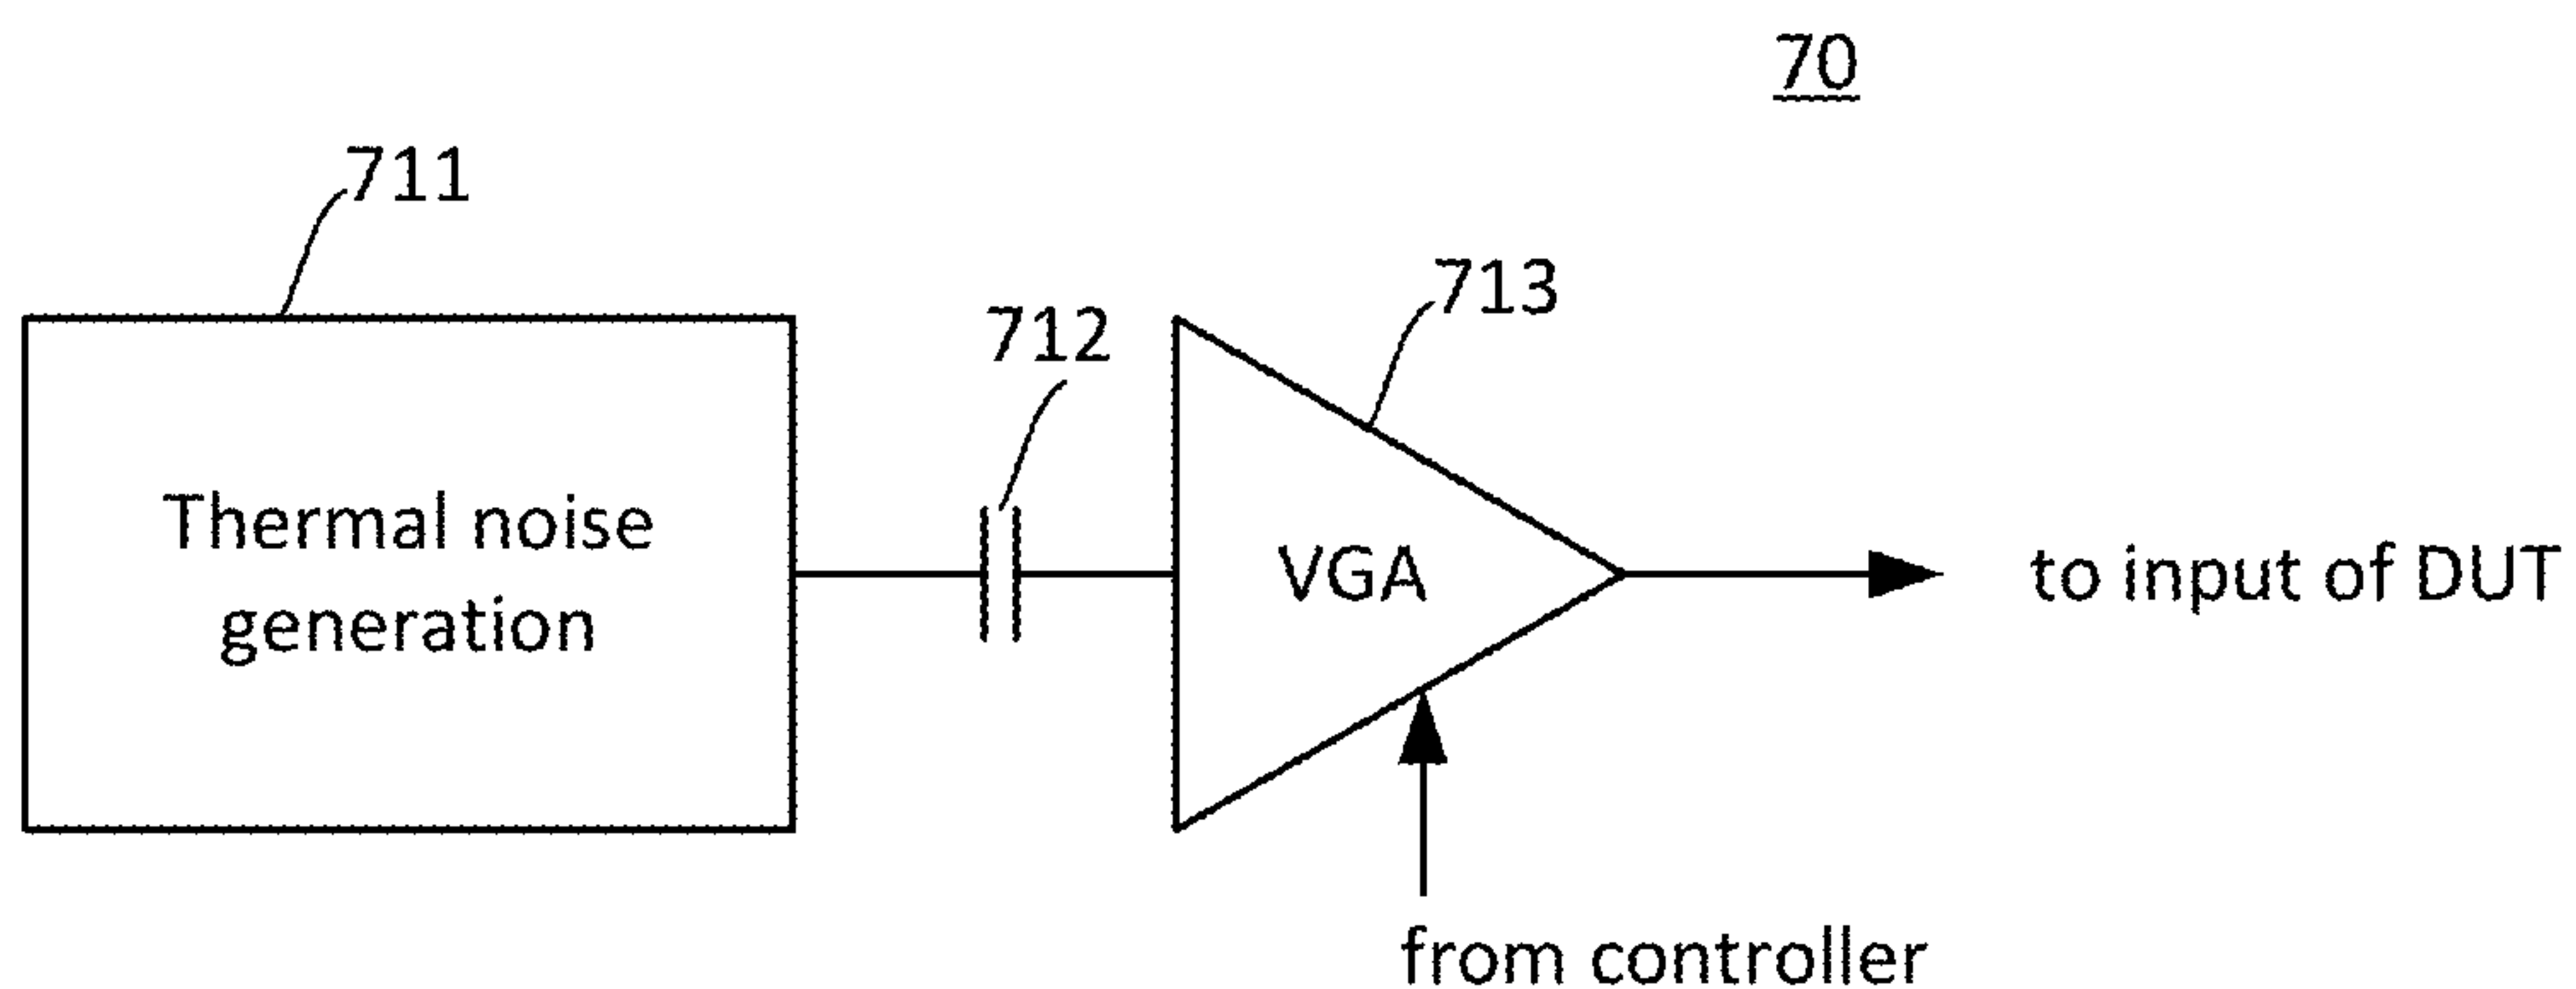 70
711
713
712
Thermal noise
generation
VGA
to input of DUT
from controller